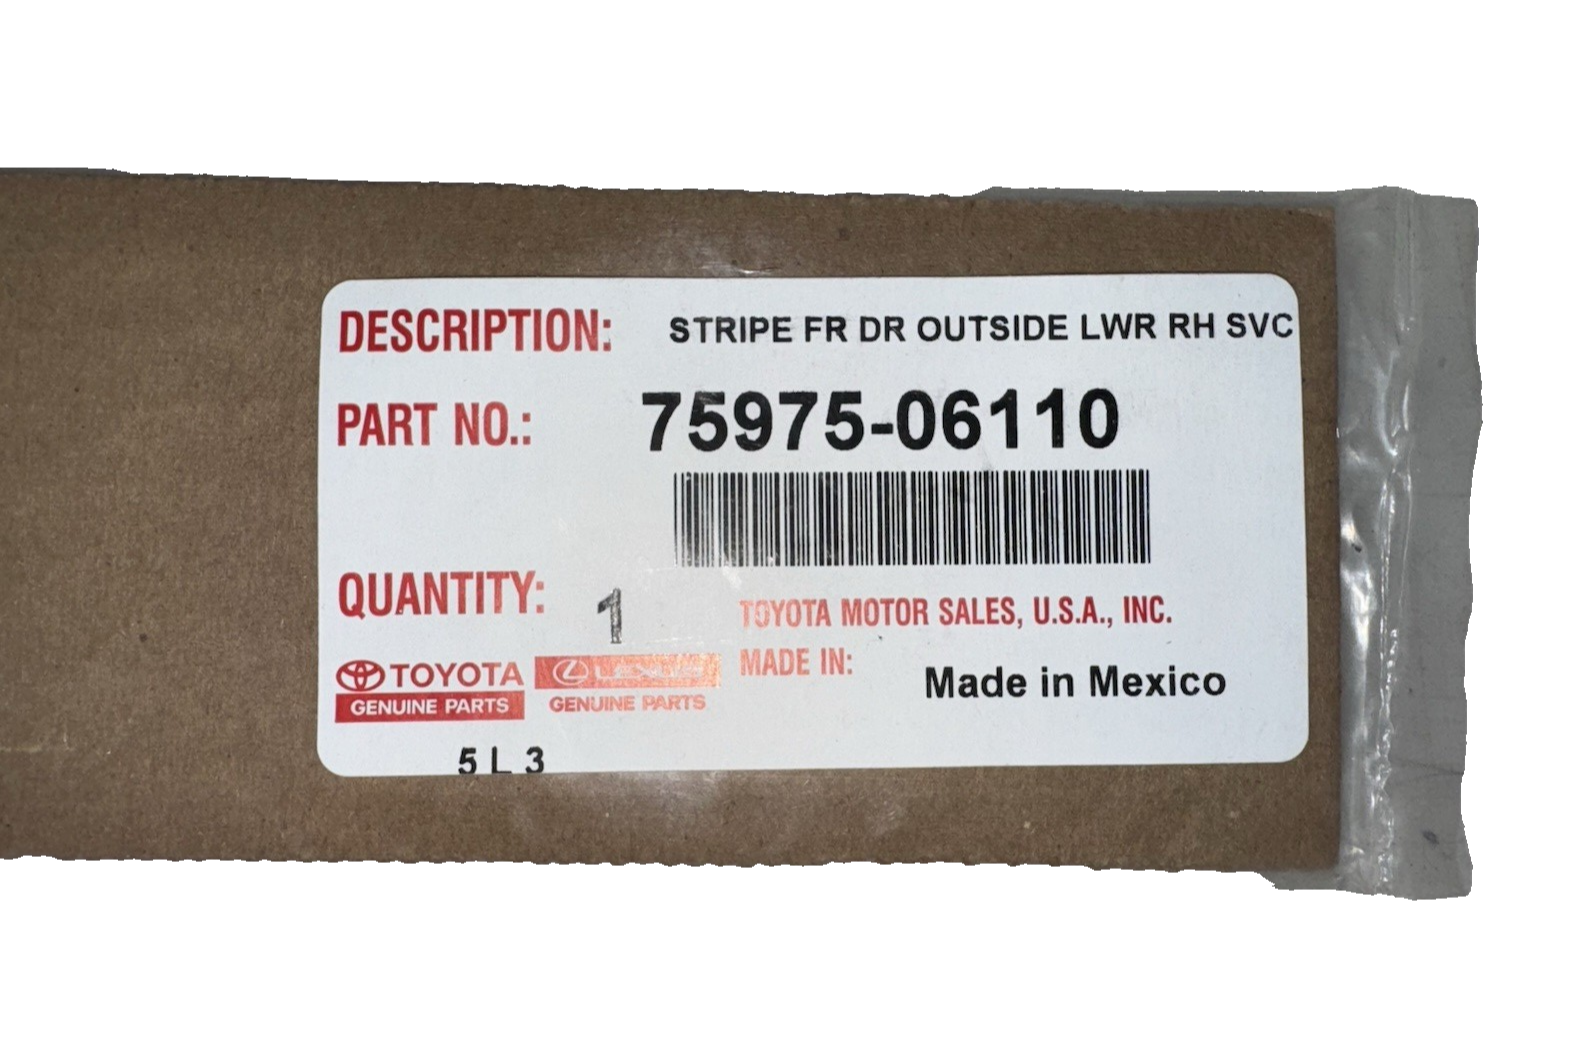 DESCRIPTION: STRIPE FR DR OUTSIDE LWR RH SVC
PART NO.: 75975-06110
QUANTITY: 1
TOYOTA MOTOR SALES, U.S.A., INC.
MADE IN: Made in Mexico
TOYOTA LEXUS
GENUINE PARTS GENUINE PARTS
5 L 3